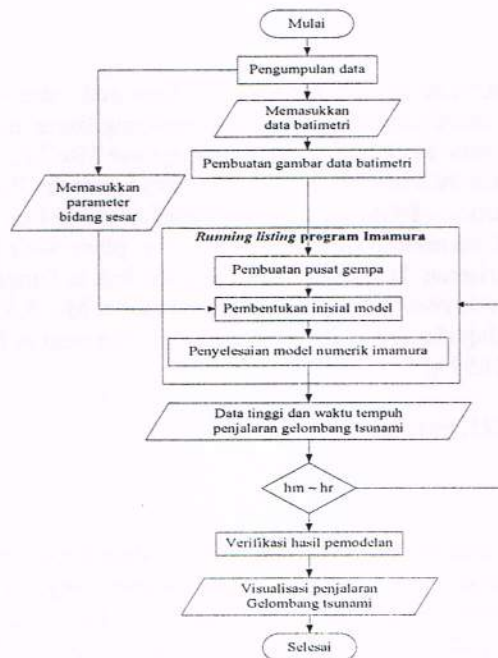 Mulai
Pengumpulan data
Memasukkan
data batimetri
Pembuatan gambar data batimetri
Memasukkan
parameter
bidang sesar
Running listing program Imamura
Pembuatan pusat gempa
Pembentukan inisial model
Penyelesaian model numerik imamura
Data tinggi dan waktu tempuh
penjalaran gelombang tsunami
hm ~ hr
Verifikasi hasil pemodelan
Visualisasi penjalaran
Gelombang tsunami
Selesai